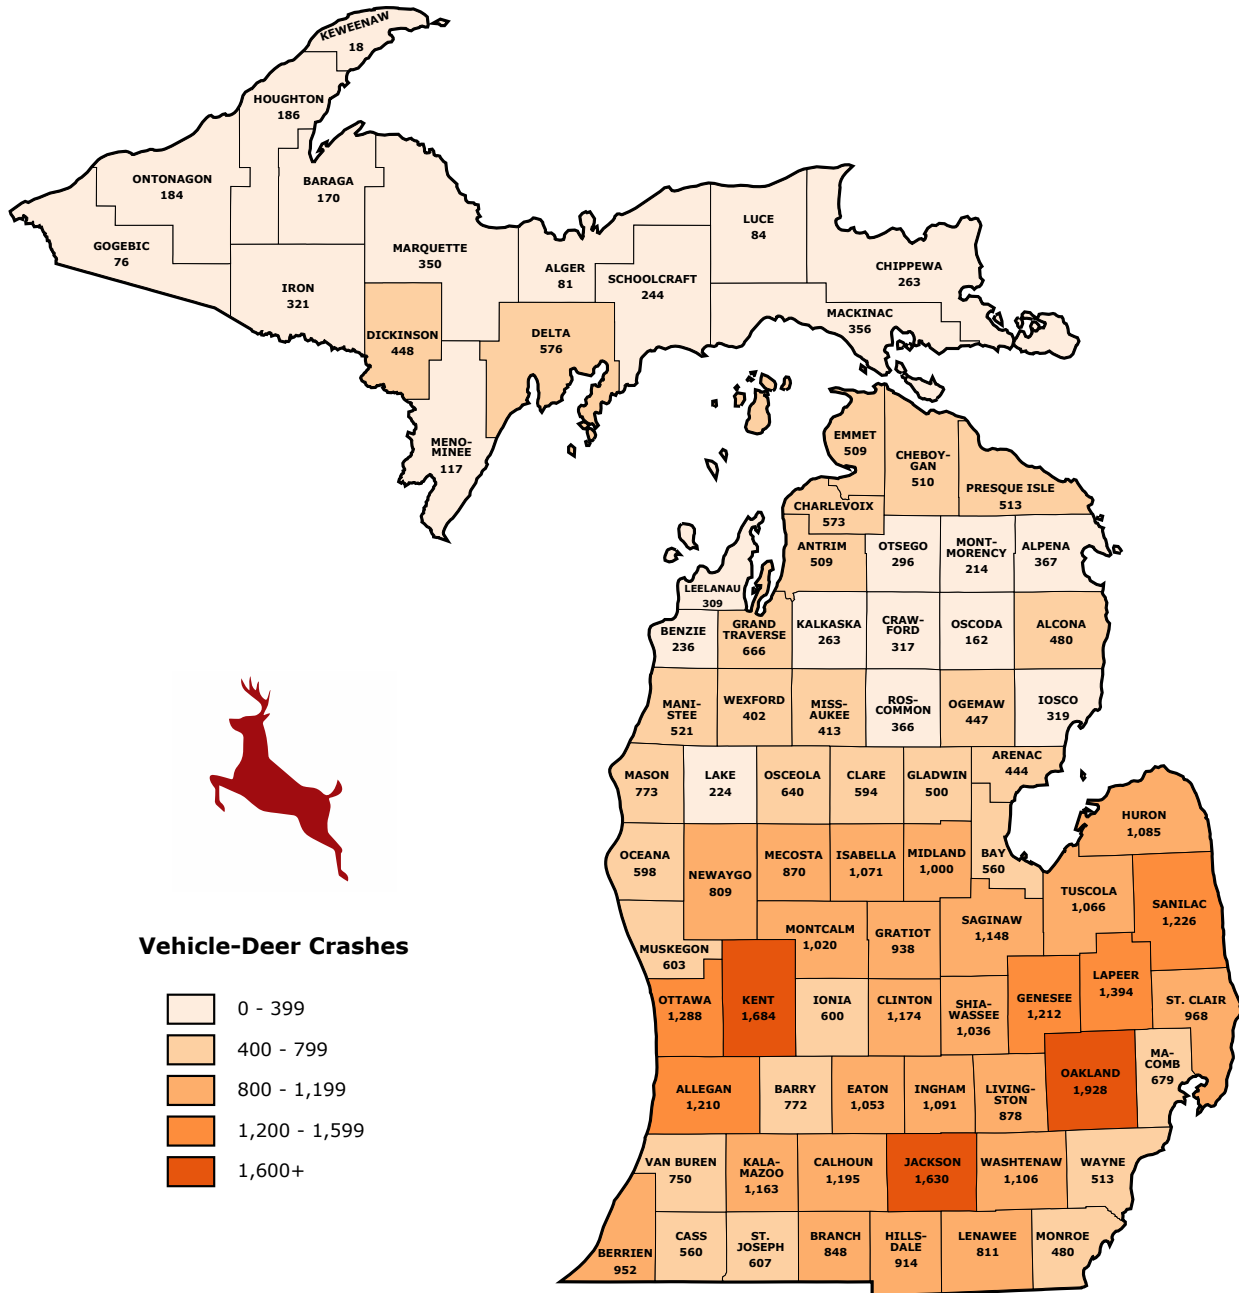 KEWEENAW
18
HOUGHTON
186
ONTONAGON
184
BARAGA
170
GOGEBIC
76
MARQUETTE
350
IRON
321
ALGER
81
LUCE
84
SCHOOLCRAFT
244
CHIPPEWA
263
MACKINAC
356
DICKINSON
448
DELTA
576
MENO-
MINEE
117
EMMET
509
CHEBOY-
GAN
510
PRESQUE ISLE
513
CHARLEVOIX
573
ANTRIM
509
OTSEGO
296
MONT-
MORENCY
214
ALPENA
367
LEELANAU
309
BENZIE
236
GRAND
TRAVERSE
666
KALKASKA
263
CRAW-
FORD
317
OSCODA
162
ALCONA
480
MANI-
STEE
521
WEXFORD
402
MISS-
AUKEE
413
ROS-
COMMON
366
OGEMAW
447
IOSCO
319
MASON
773
LAKE
224
OSCEOLA
640
CLARE
594
GLADWIN
500
ARENAC
444
HURON
1,085
OCEANA
598
NEWAYGO
809
MECOSTA
870
ISABELLA
1,071
MIDLAND
1,000
BAY
560
TUSCOLA
1,066
SANILAC
1,226
MUSKEGON
603
MONTCALM
1,020
GRATIOT
938
SAGINAW
1,148
OTTAWA
1,288
KENT
1,684
IONIA
600
CLINTON
1,174
SHIA-
WASSEE
1,036
GENESEE
1,212
LAPEER
1,394
ST. CLAIR
968
ALLEGAN
1,210
BARRY
772
EATON
1,053
INGHAM
1,091
LIVING-
STON
878
OAKLAND
1,928
MA-
COMB
679
VAN BUREN
750
KALA-
MAZOO
1,163
CALHOUN
1,195
JACKSON
1,630
WASHTENAW
1,106
WAYNE
513
BERRIEN
952
CASS
560
ST.
JOSEPH
607
BRANCH
848
HILLS-
DALE
914
LENAWEE
811
MONROE
480
Vehicle-Deer Crashes
0 - 399
400 - 799
800 - 1,199
1,200 - 1,599
1,600+